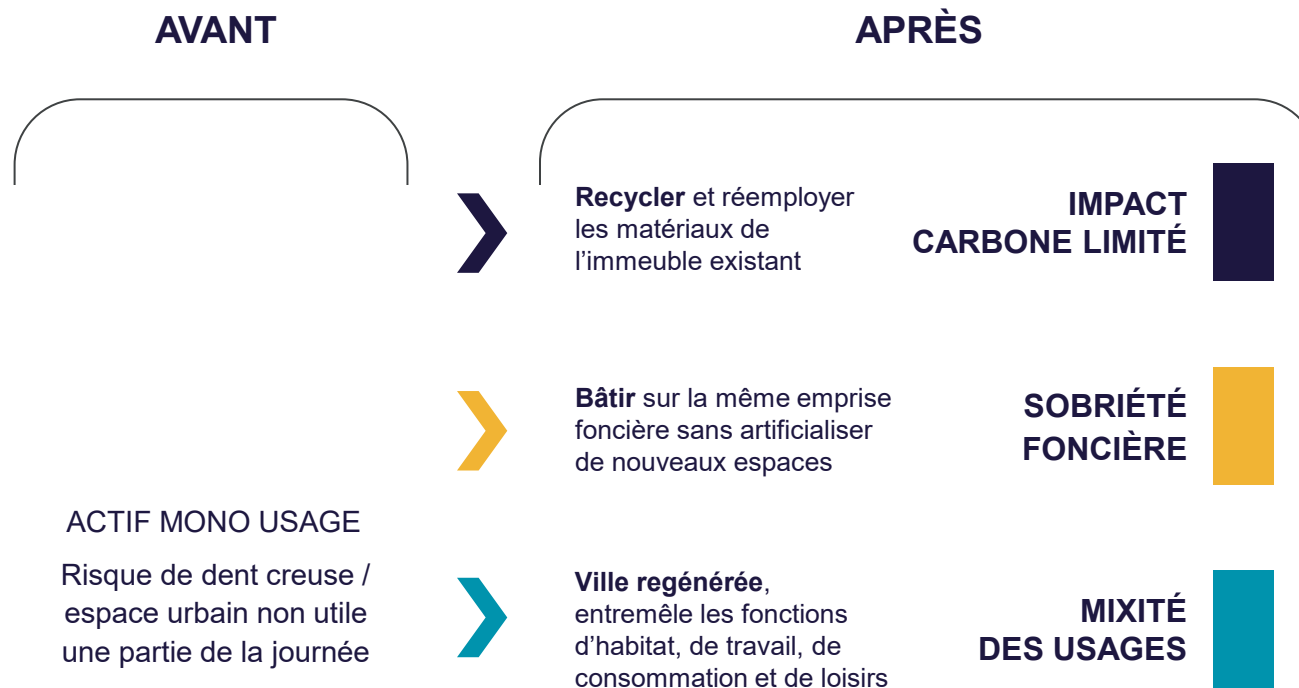 AVANT
APRÈS
ACTIF MONO USAGE
Risque de dent creuse /
espace urbain non utile
une partie de la journée
Recycler et réemployer
les matériaux de
l’immeuble existant
IMPACT
CARBONE LIMITÉ
Bâtir sur la même emprise
foncière sans artificialiser
de nouveaux espaces
SOBRIÉTÉ
FONCIÈRE
Ville regénérée,
entremêle les fonctions
d’habitat, de travail, de
consommation et de loisirs
MIXITÉ
DES USAGES